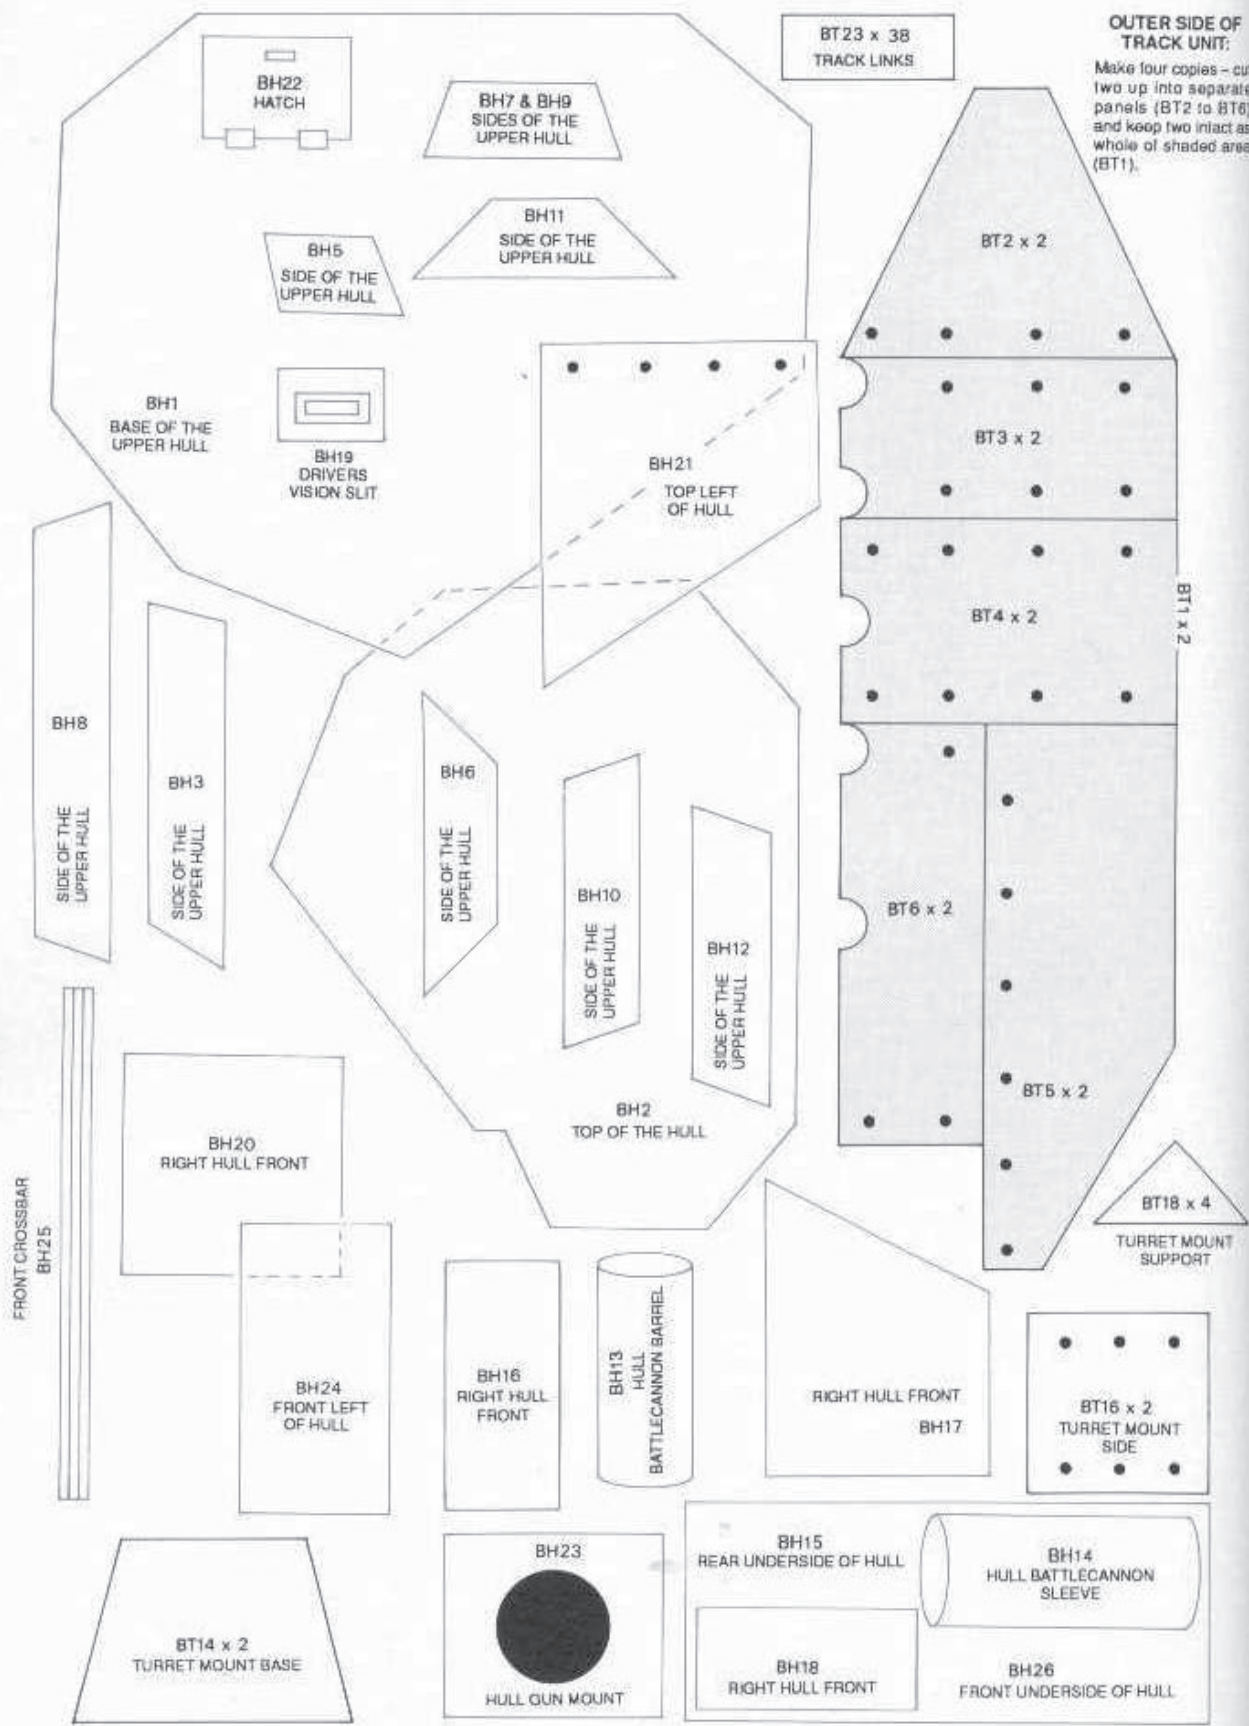 OUTER SIDE OF
TRACK UNIT:
Make four copies – cu
two up into separate
panels (BT2 to BT6)
and keep two intact as
whole of shaded area
(BT1).
BT23 x 38
TRACK LINKS
BH22
HATCH
BH7 & BH9
SIDES OF THE
UPPER HULL
BH11
SIDE OF THE
UPPER HULL
BH5
SIDE OF THE
UPPER HULL
BT2 x 2
BH1
BASE OF THE
UPPER HULL
BH19
DRIVERS
VISION SLIT
BH21
TOP LEFT
OF HULL
BT3 x 2
BT4 x 2
BT1 x 2
BH8
SIDE OF THE
UPPER HULL
BH3
SIDE OF THE
UPPER HULL
BH6
SIDE OF THE
UPPER HULL
BH10
SIDE OF THE
UPPER HULL
BH12
SIDE OF THE
UPPER HULL
BT6 x 2
BT5 x 2
BH2
TOP OF THE HULL
BH20
RIGHT HULL FRONT
FRONT CROSSBAR
BH25
BT18 x 4
TURRET MOUNT
SUPPORT
BH24
FRONT LEFT
OF HULL
BH16
RIGHT HULL
FRONT
BH13
HULL
BATTLECANNON BARREL
RIGHT HULL FRONT
BH17
BT16 x 2
TURRET MOUNT
SIDE
BT14 x 2
TURRET MOUNT BASE
BH23
HULL GUN MOUNT
BH15
REAR UNDERSIDE OF HULL
BH14
HULL BATTLECANNON
SLEEVE
BH18
RIGHT HULL FRONT
BH26
FRONT UNDERSIDE OF HULL